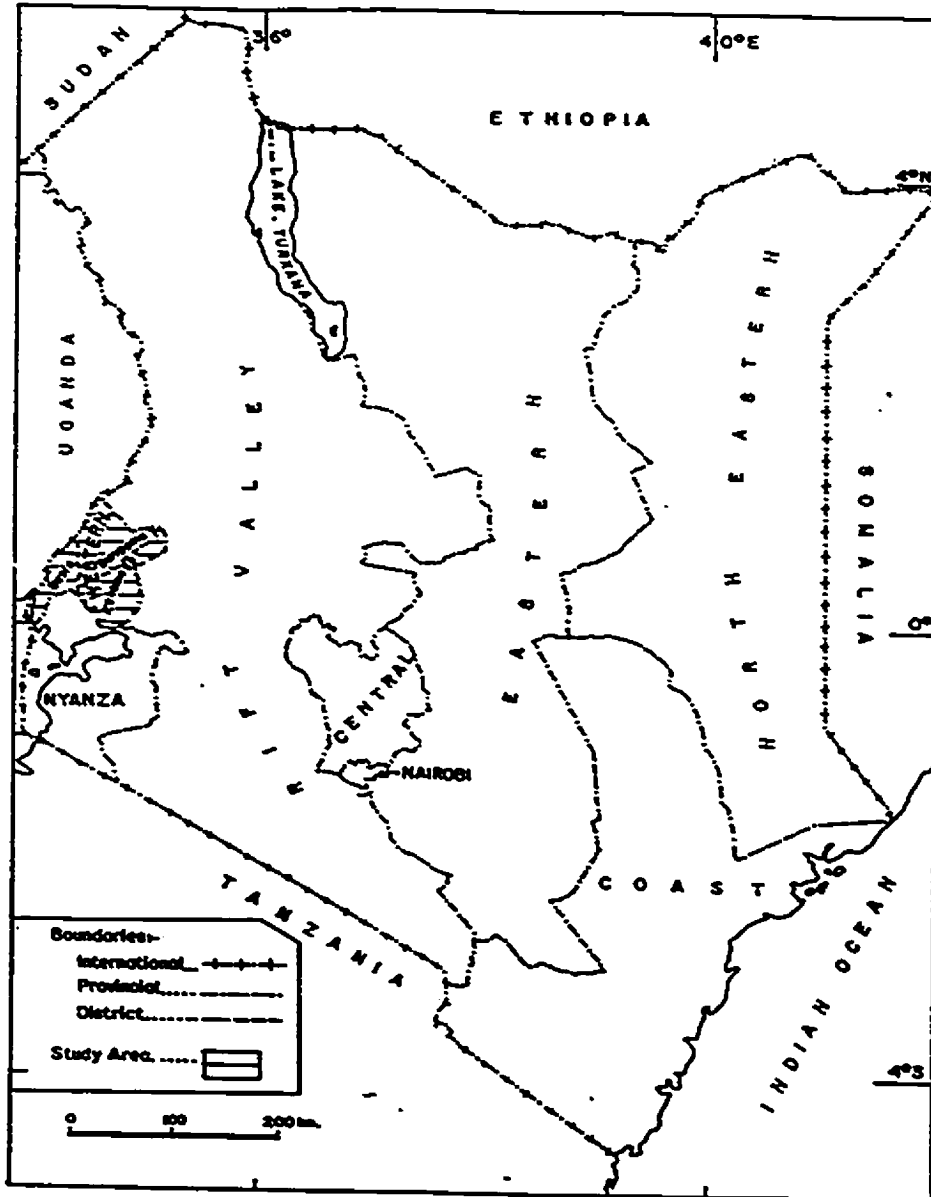 36°
40°E
SUDAN
ETHIOPIA
4°N
LAKE. TURKANA
UGANDA
RIFT VALLEY
EASTERN
NORTH EASTERN
SOMALIA
WESTERN
0°
NYANZA
CENTRAL
NAIROBI
COAST
TANZANIA
INDIAN OCEAN
4°S
Boundaries:-
International
Provincial.....
District.....
Study Area......
0 100 200 km.